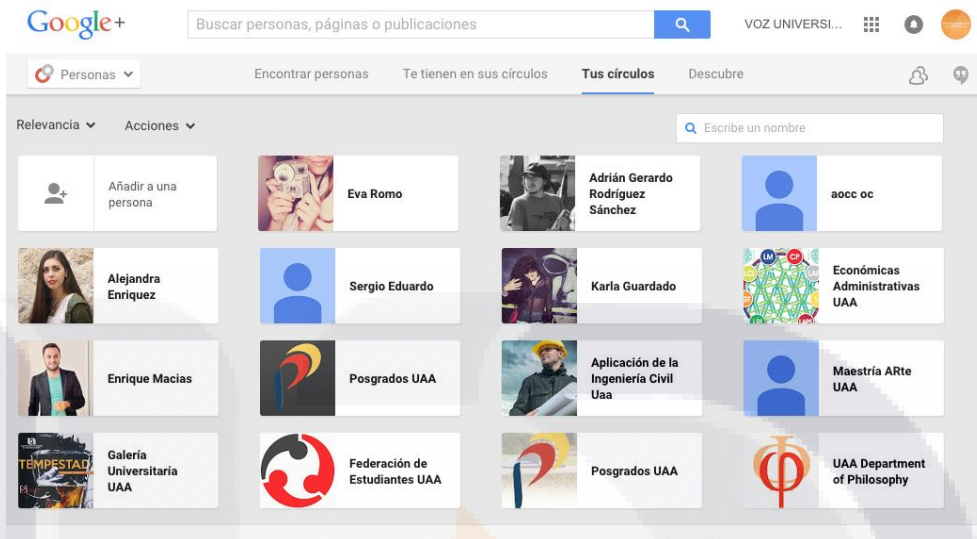 Google+
Buscar personas, páginas o publicaciones
VOZ UNIVERSI...
Personas
Encontrar personas
Te tienen en sus círculos
Tus círculos
Descubre
Relevancia
Acciones
Escribe un nombre
Añadir a una
persona
Eva Romo
Adrián Gerardo
Rodríguez
Sánchez
aocc oc
Alejandra
Enriquez
Sergio Eduardo
Karla Guardado
LM
CP
Económicas
Administrativas
UAA
Enrique Macias
Posgrados UAA
Aplicación de la
Ingeniería Civil
Uaa
Maestría ARte
UAA
TEMPESTAD
Galería
Universitaría
UAA
Federación de
Estudiantes UAA
Posgrados UAA
UAA Department
of Philosophy